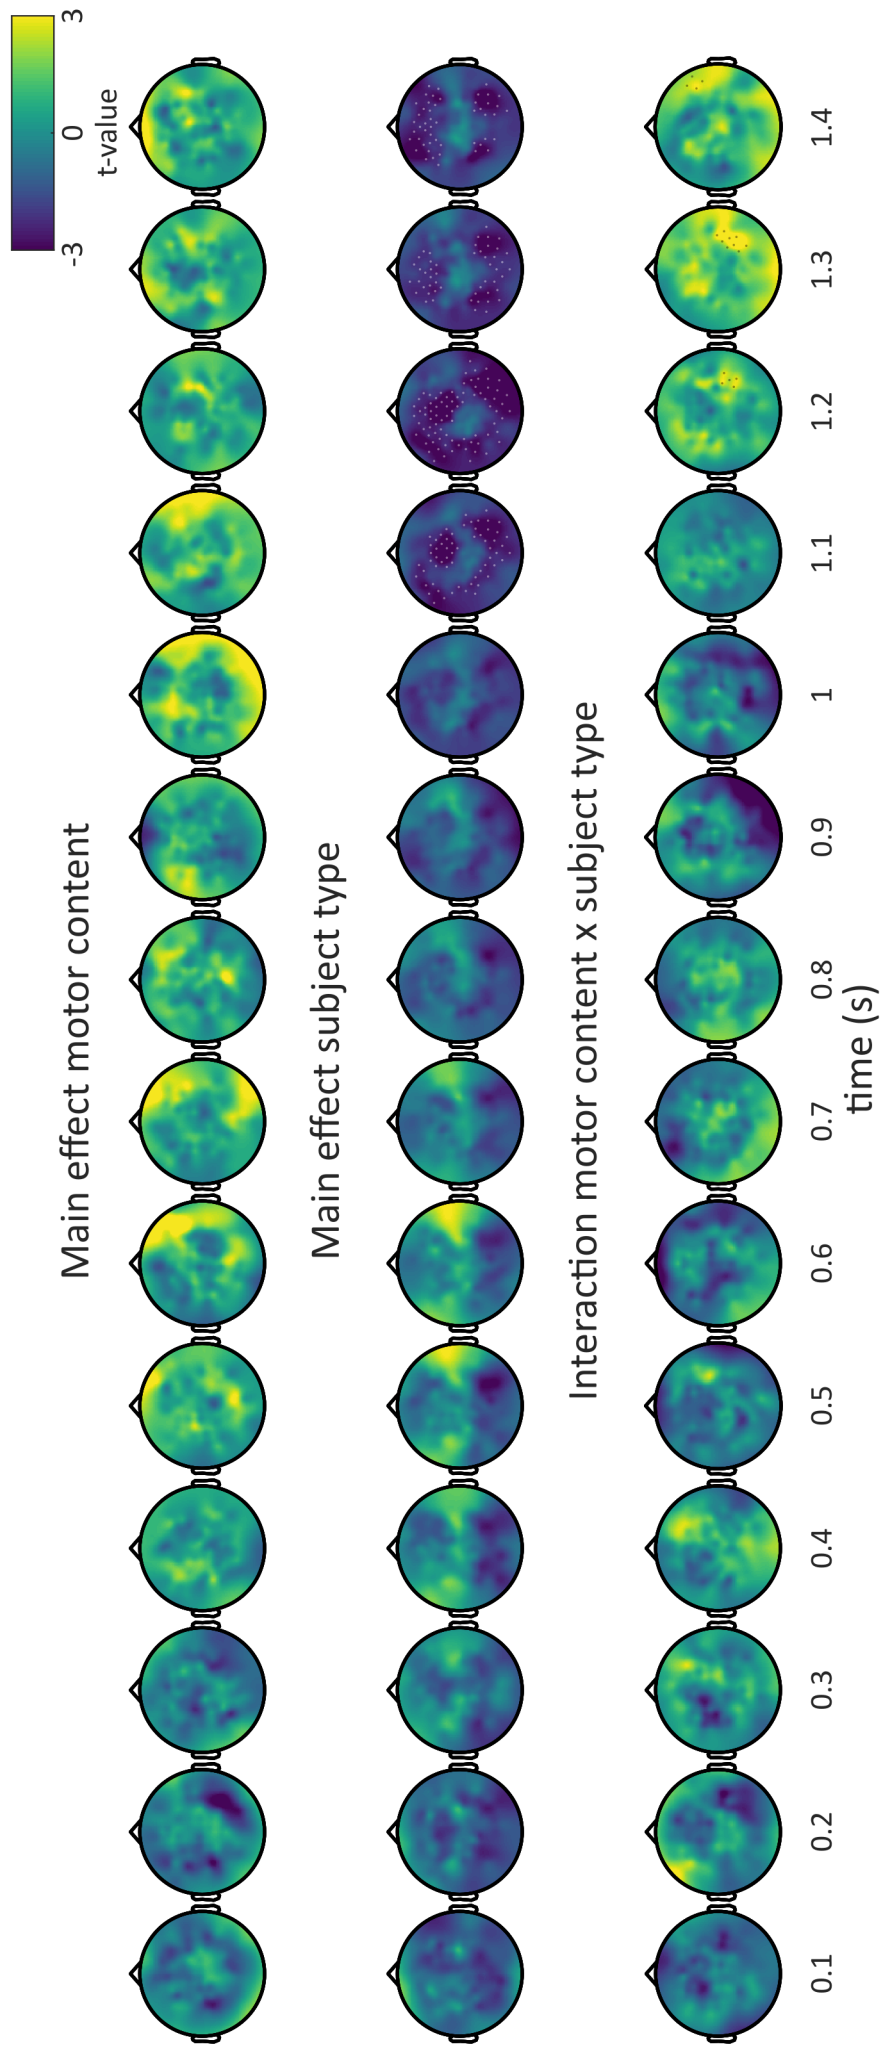 3
0
-3
t-value
Main effect motor content
Main effect subject type
Interaction motor content x subject type
0.1 0.2 0.3 0.4 0.5 0.6 0.7 0.8 0.9 1 1.1 1.2 1.3 1.4
time (s)